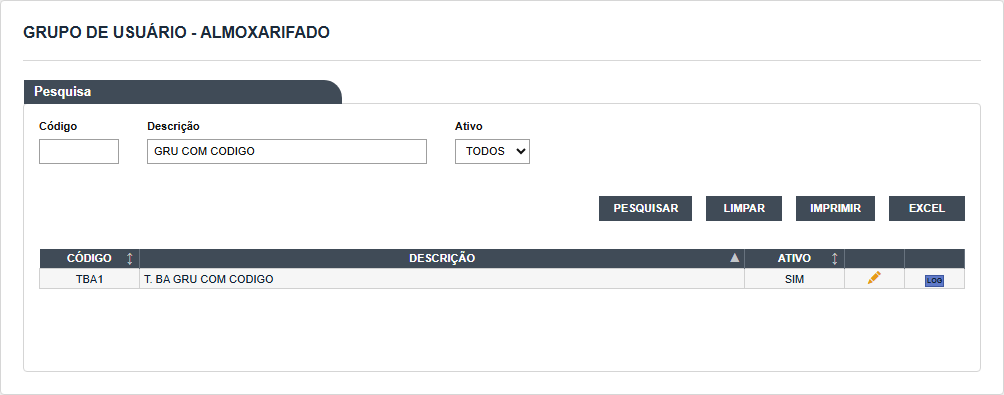 GRUPO DE USUÁRIO - ALMOXARIFADO
Pesquisa
Código Descrição Ativo
GRU COM CODIGO TODOS
PESQUISAR LIMPAR IMPRIMIR EXCEL
CÓDIGO DESCRIÇÃO ATIVO
TBA1 T. BA GRU COM CODIGO SIM LOG